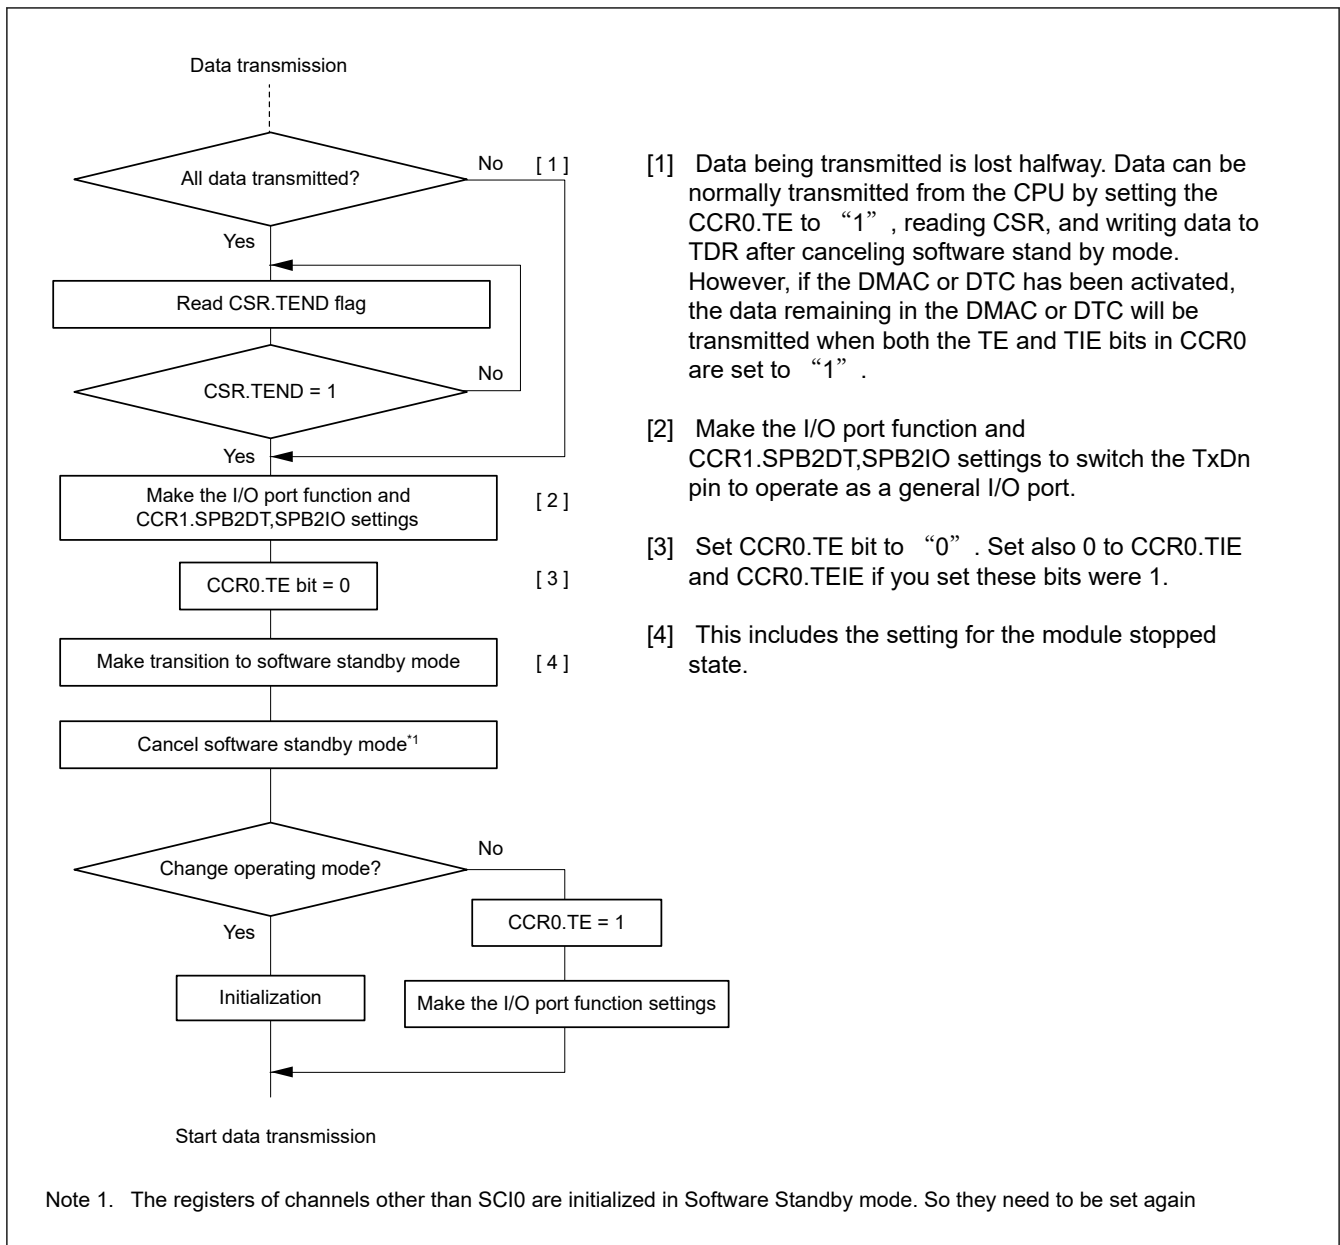 Data transmission
All data transmitted?
No
[ 1 ]
Yes
Read CSR.TEND flag
CSR.TEND = 1
No
Yes
Make the I/O port function and
CCR1.SPB2DT,SPB2IO settings
[ 2 ]
CCR0.TE bit = 0
[ 3 ]
Make transition to software standby mode
[ 4 ]
Cancel software standby mode*1
Change operating mode?
No
CCR0.TE = 1
Yes
Initialization
Make the I/O port function settings
Start data transmission
[1] Data being transmitted is lost halfway. Data can be
normally transmitted from the CPU by setting the
CCR0.TE to “1”, reading CSR, and writing data to
TDR after canceling software stand by mode.
However, if the DMAC or DTC has been activated,
the data remaining in the DMAC or DTC will be
transmitted when both the TE and TIE bits in CCR0
are set to “1”.
[2] Make the I/O port function and
CCR1.SPB2DT,SPB2IO settings to switch the TxDn
pin to operate as a general I/O port.
[3] Set CCR0.TE bit to “0”. Set also 0 to CCR0.TIE
and CCR0.TEIE if you set these bits were 1.
[4] This includes the setting for the module stopped
state.
Note 1. The registers of channels other than SCI0 are initialized in Software Standby mode. So they need to be set again